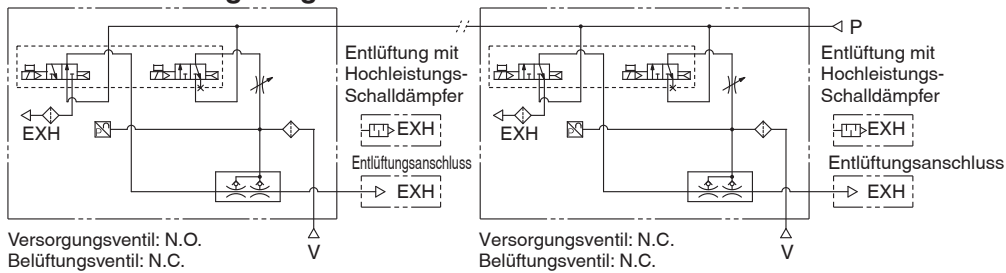 P
Entlüftung mit
Hochleistungs-
Schalldämpfer
EXH
EXH
Entlüftungsanschluss
EXH
V
Versorgungsventil: N.O.
Belüftungsventil: N.C.
Entlüftung mit
Hochleistungs-
Schalldämpfer
EXH
EXH
Entlüftungsanschluss
EXH
V
Versorgungsventil: N.C.
Belüftungsventil: N.C.